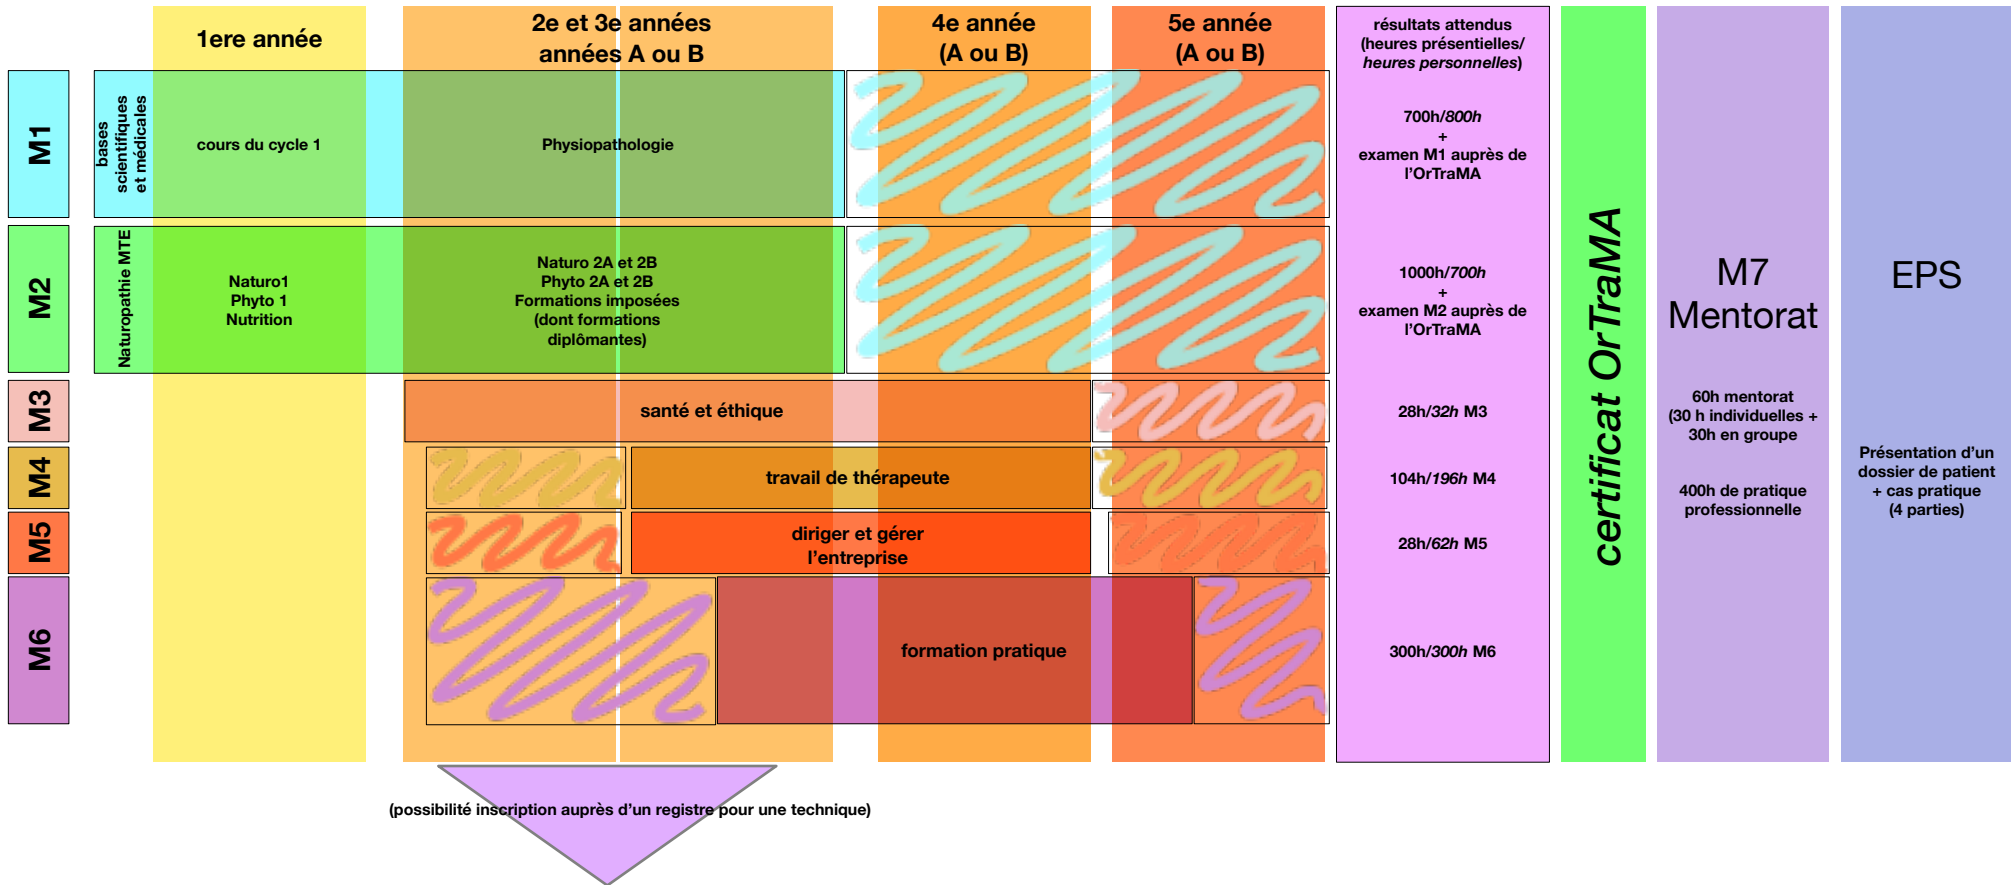 1ere année
2e et 3e années
années A ou B
4e année
(A ou B)
5e année
(A ou B)
résultats attendus
(heures présentielles/
heures personnelles)
M1
bases
scientifiques
et médicales
cours du cycle 1
Physiopathologie
700h/800h
+
examen M1 auprès de
l'OrTraMA
M2
Naturopathie MTE
Naturo1
Phyto 1
Nutrition
Naturo 2A et 2B
Phyto 2A et 2B
Formations imposées
(dont formations
diplômantes)
1000h/700h
+
examen M2 auprès de
l'OrTraMA
M3
santé et éthique
28h/32h M3
M4
travail de thérapeute
104h/196h M4
M5
diriger et gérer
l'entreprise
28h/62h M5
M6
formation pratique
300h/300h M6
certificat OrTraMA
M7
Mentorat
60h mentorat
(30 h individuelles +
30h en groupe
400h de pratique
professionnelle
EPS
Présentation d'un
dossier de patient
+ cas pratique
(4 parties)
(possibilité inscription auprès d'un registre pour une technique)